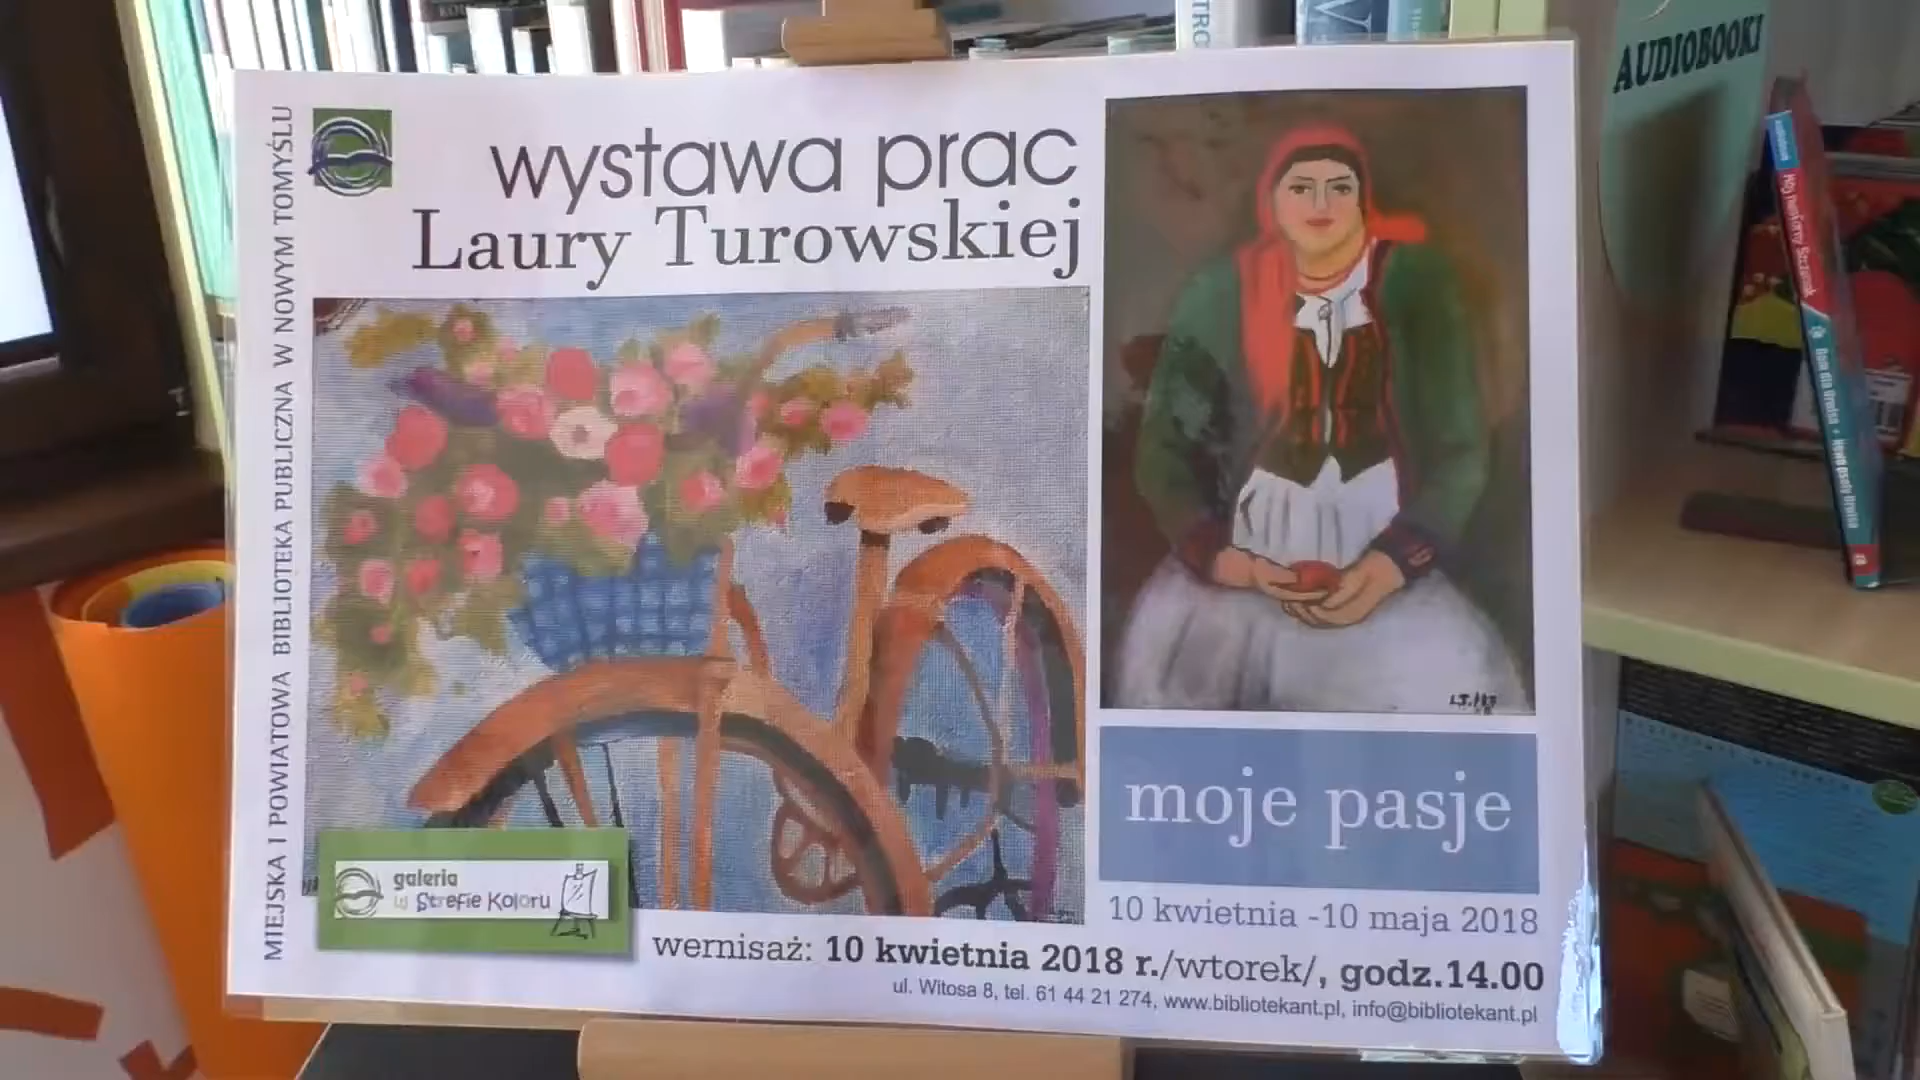 AUDIOBOOKI
MIEJSKA I POWIATOWA BIBLIOTEKA PUBLICZNA W NOWYM TOMYŚLU
wystawa prac
Laury Turowskiej
moje pasje
galeria
w Strefie Koloru
10 kwietnia -10 maja 2018
wernisaż: 10 kwietnia 2018 r./wtorek/, godz.14.00
ul. Witosa 8, tel. 61 44 21 274, www.bibliotekant.pl, info@bibliotekant.pl